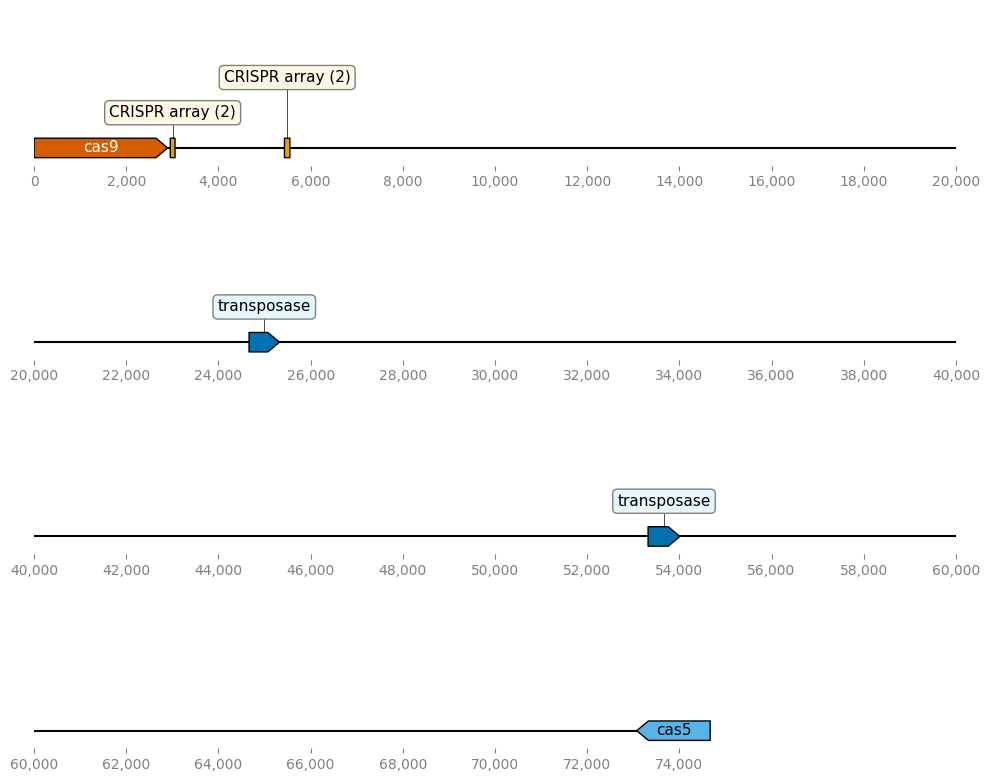 CRISPR array (2)
CRISPR array (2)
cas9
0 2,000 4,000 6,000 8,000 10,000 12,000 14,000 16,000 18,000 20,000
transposase
20,000 22,000 24,000 26,000 28,000 30,000 32,000 34,000 36,000 38,000 40,000
transposase
40,000 42,000 44,000 46,000 48,000 50,000 52,000 54,000 56,000 58,000 60,000
cas5
60,000 62,000 64,000 66,000 68,000 70,000 72,000 74,000